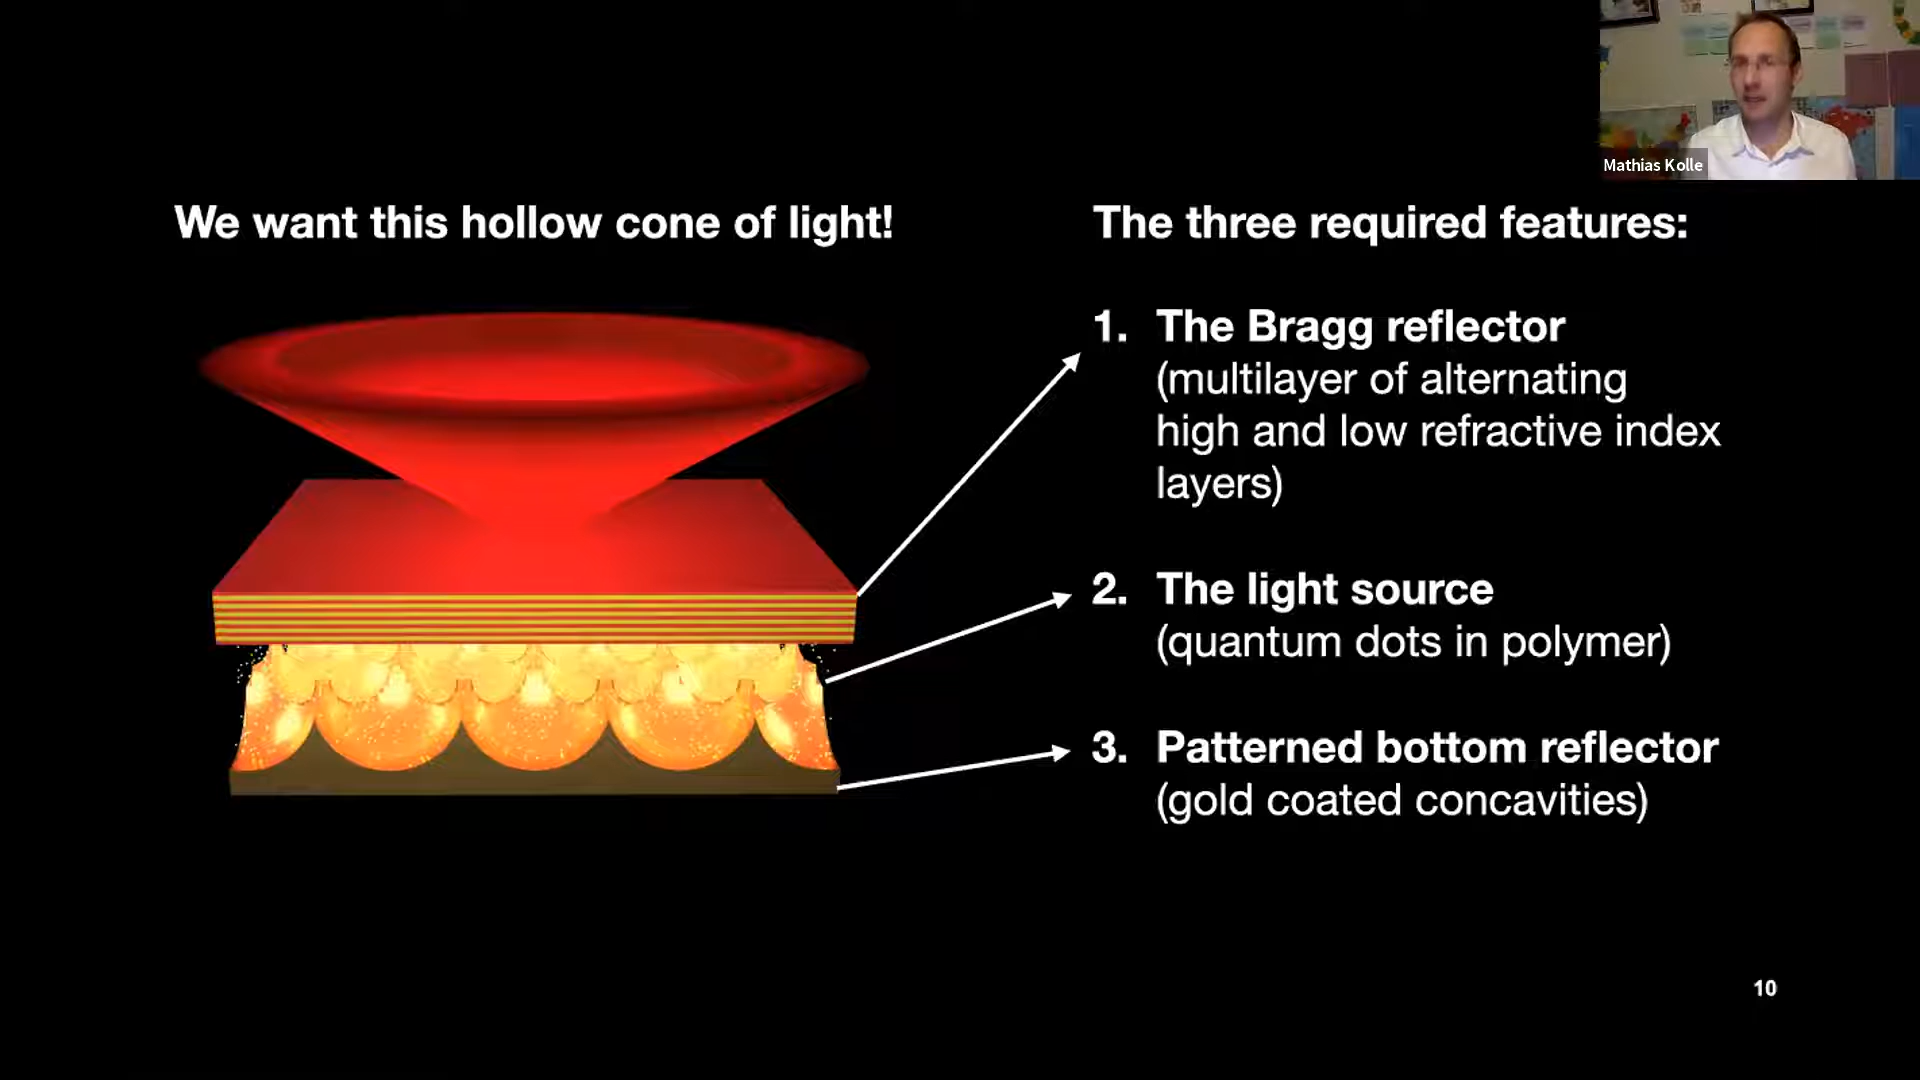 Mathias Kolle
We want this hollow cone of light!
The three required features:
1. The Bragg reflector
(multilayer of alternating
high and low refractive index
layers)
2. The light source
(quantum dots in polymer)
3. Patterned bottom reflector
(gold coated concavities)
10